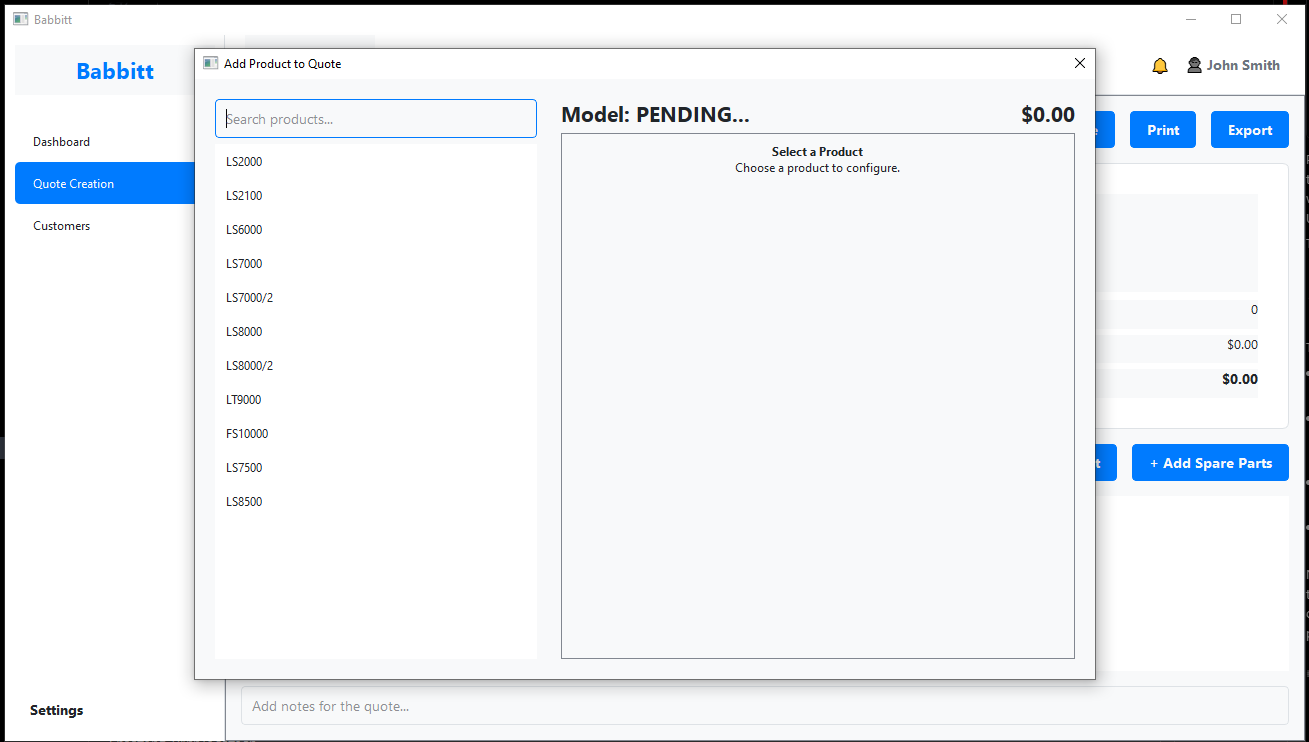 Babbitt
Babbitt
John Smith
Dashboard
Quote Creation
Customers
Settings
Add Product to Quote
Search products...
LS2000
LS2100
LS6000
LS7000
LS7000/2
LS8000
LS8000/2
LT9000
FS10000
LS7500
LS8500
Model: PENDING...
$0.00
Select a Product
Choose a product to configure.
Print
Export
0
$0.00
$0.00
+ Add Spare Parts
Add notes for the quote...